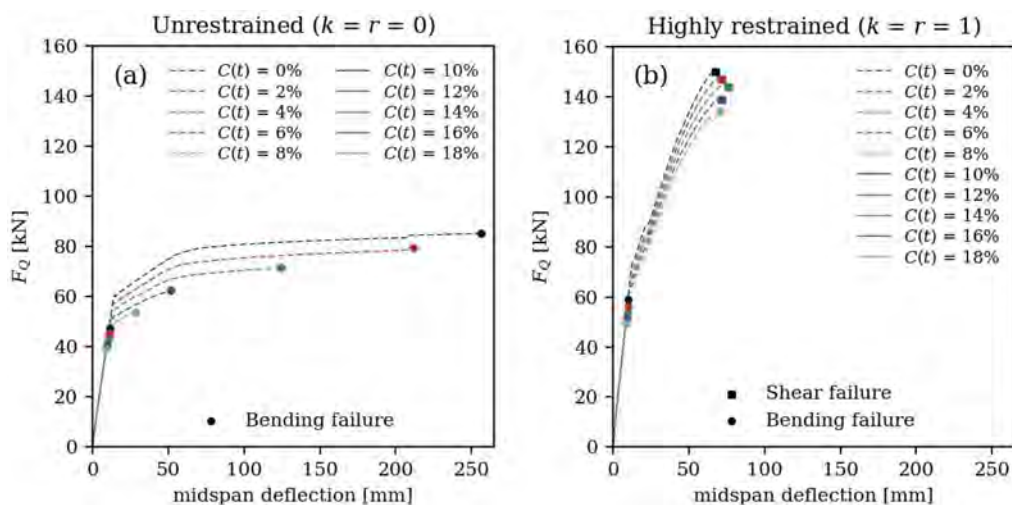 Unrestrained (k = r = 0)
(a)
C(t) = 0%
C(t) = 2%
C(t) = 4%
C(t) = 6%
C(t) = 8%
C(t) = 10%
C(t) = 12%
C(t) = 14%
C(t) = 16%
C(t) = 18%
Bending failure
F_Q [kN]
160
140
120
100
80
60
40
20
0
0 50 100 150 200 250
midspan deflection [mm]
Highly restrained (k = r = 1)
(b)
C(t) = 0%
C(t) = 2%
C(t) = 4%
C(t) = 6%
C(t) = 8%
C(t) = 10%
C(t) = 12%
C(t) = 14%
C(t) = 16%
C(t) = 18%
Shear failure
Bending failure
F_Q [kN]
160
140
120
100
80
60
40
20
0
0 50 100 150 200 250
midspan deflection [mm]